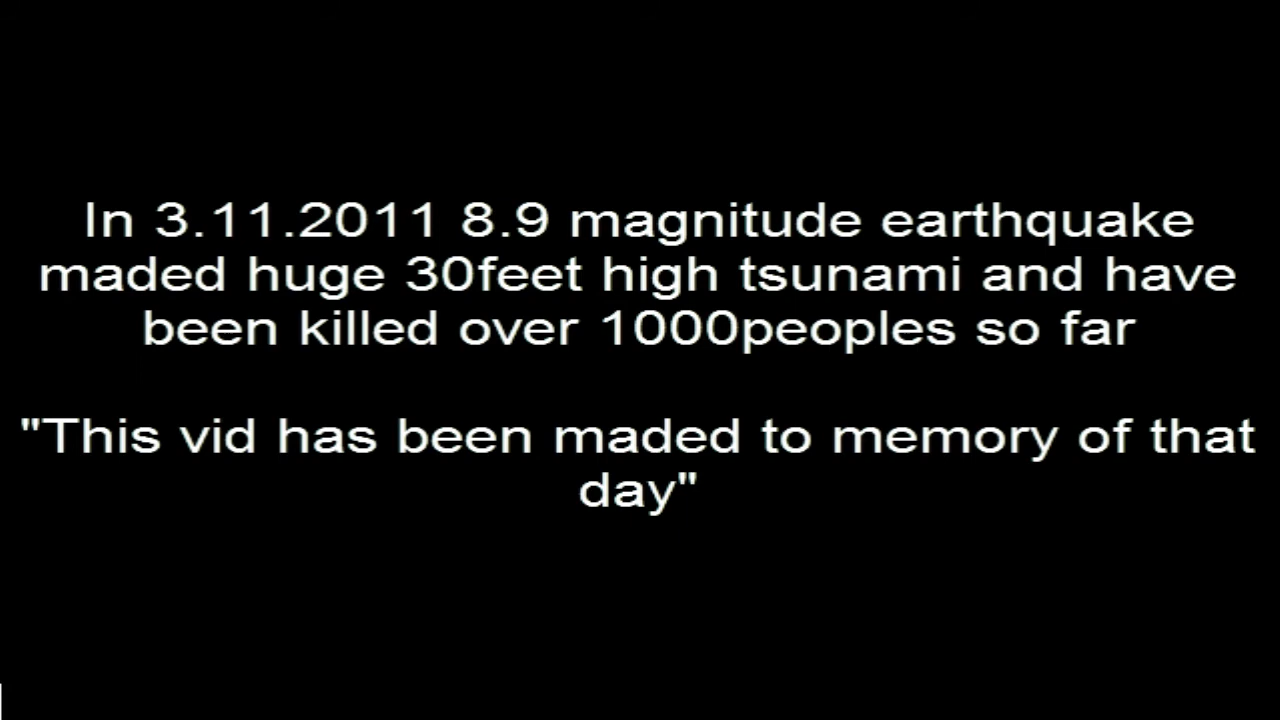 In 3.11.2011 8.9 magnitude earthquake
maded huge 30feet high tsunami and have
been killed over 1000peoples so far
"This vid has been maded to memory of that
day"